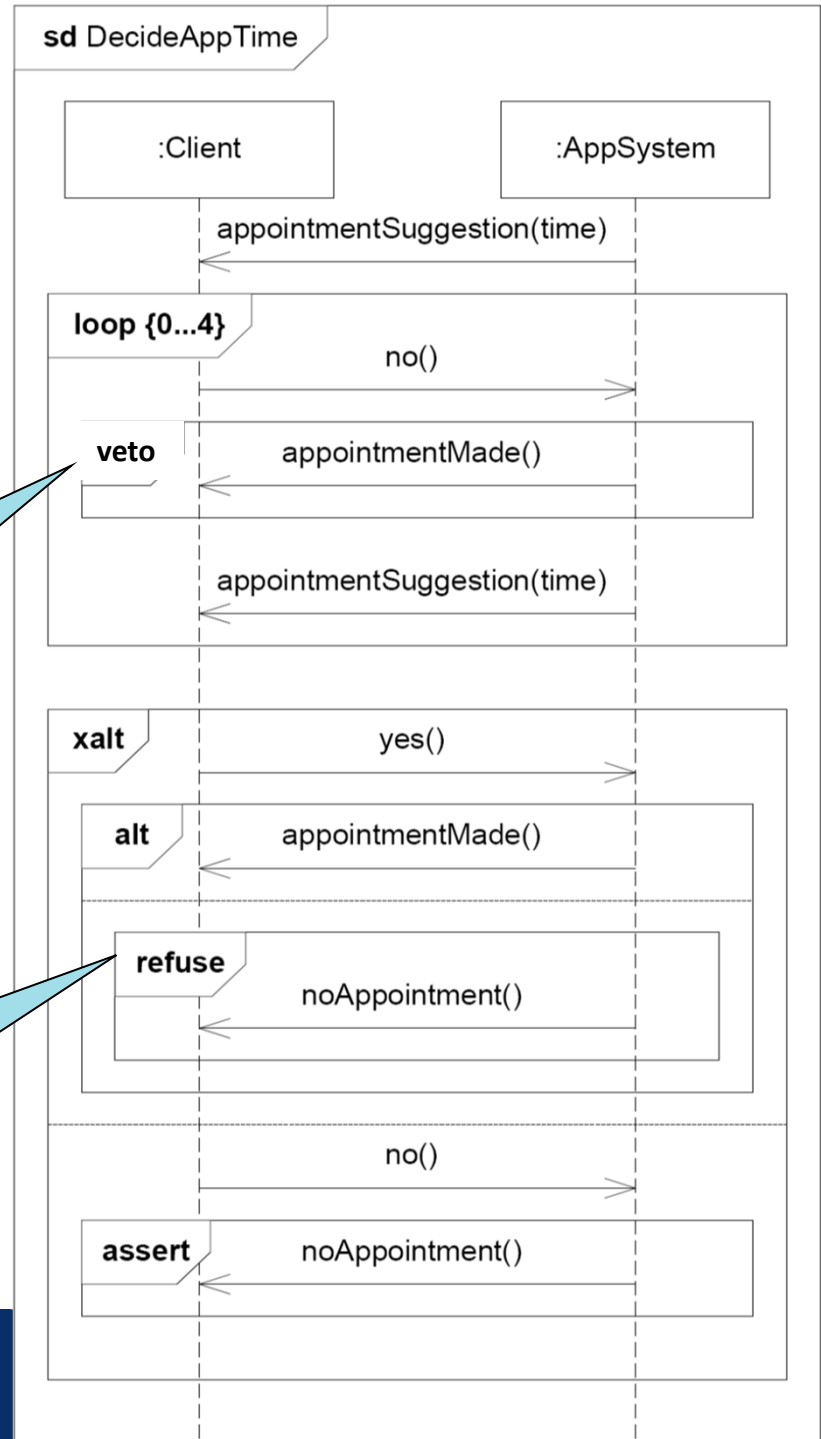 sd DecideAppTime
:Client
:AppSystem
appointmentSuggestion(time)
loop {0...4}
no()
veto
appointmentMade()
appointmentSuggestion(time)
xalt
yes()
alt
appointmentMade()
refuse
noAppointment()
no()
assert
noAppointment()